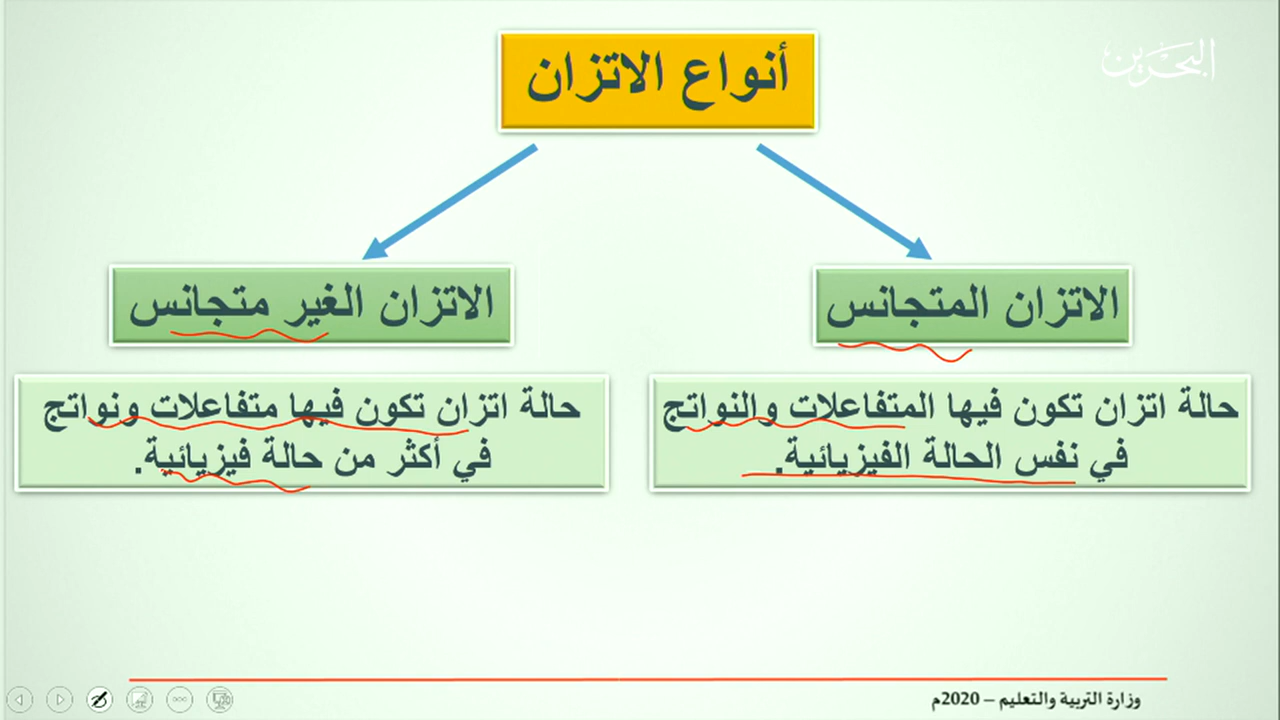 البحرين
أنواع الاتزان
الاتزان المتجانس
حالة اتزان تكون فيها المتفاعلات والنواتج
في نفس الحالة الفيزيائية.
الاتزان الغير متجانس
حالة اتزان تكون فيها متفاعلات ونواتج
في أكثر من حالة فيزيائية.
وزارة التربية والتعليم – 2020م